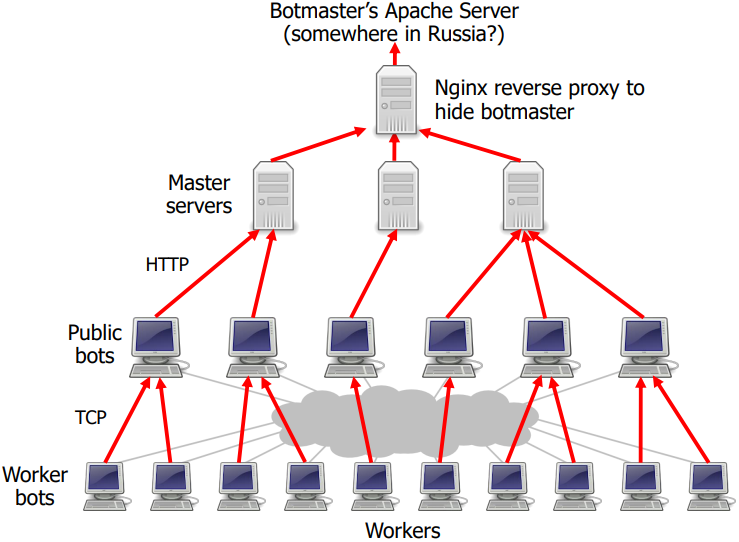 Botmaster's Apache Server
(somewhere in Russia?)
Nginx reverse proxy to
hide botmaster
Master
servers
HTTP
Public
bots
TCP
Worker
bots
Workers